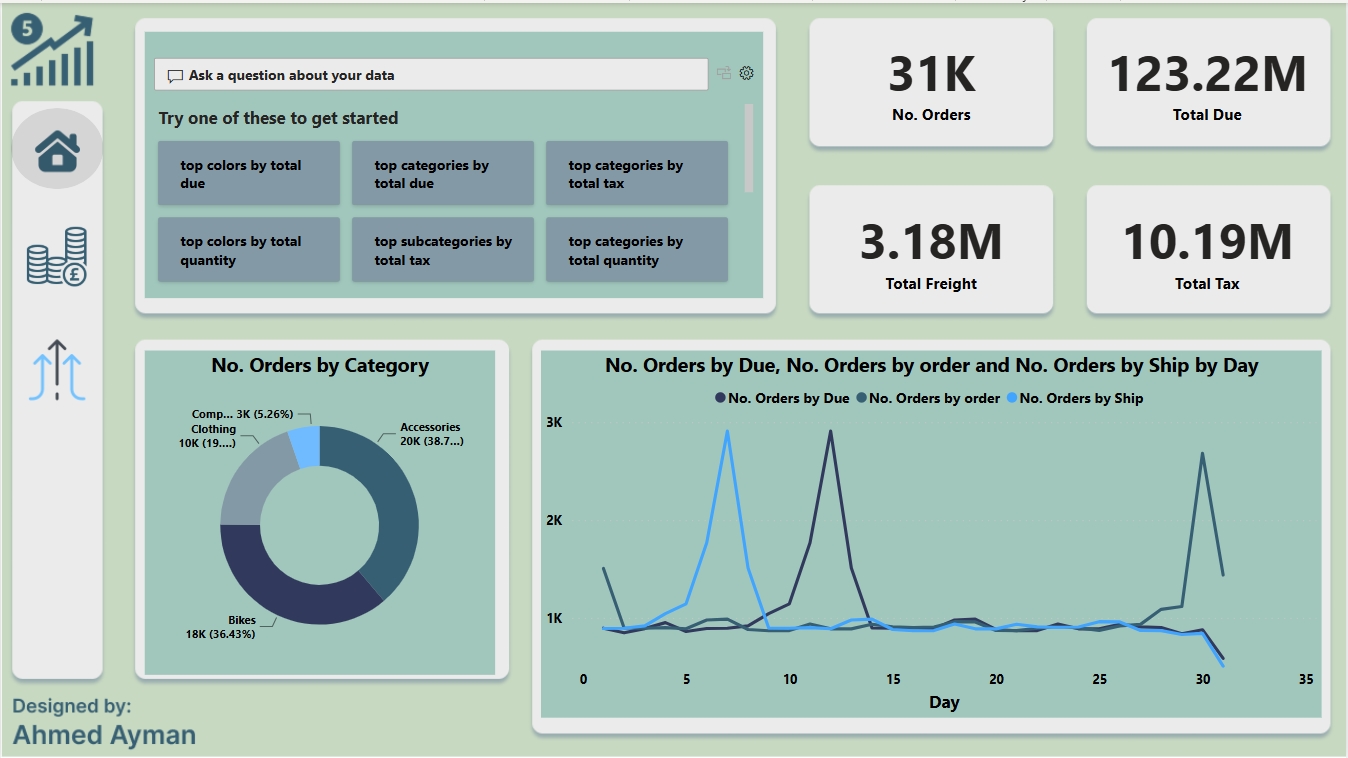 5
Ask a question about your data
Try one of these to get started
top colors by total
due
top categories by
total due
top categories by
total tax
top colors by total
quantity
top subcategories by
total tax
top categories by
total quantity
31K
No. Orders
123.22M
Total Due
3.18M
Total Freight
10.19M
Total Tax
£
No. Orders by Category
Comp... 3K (5.26%)
Clothing
10K (19....)
Accessories
20K (38.7...)
Bikes
18K (36.43%)
No. Orders by Due, No. Orders by order and No. Orders by Ship by Day
No. Orders by Due No. Orders by order No. Orders by Ship
3K
2K
1K
0 5 10 15 20 25 30 35
Day
Designed by:
Ahmed Ayman